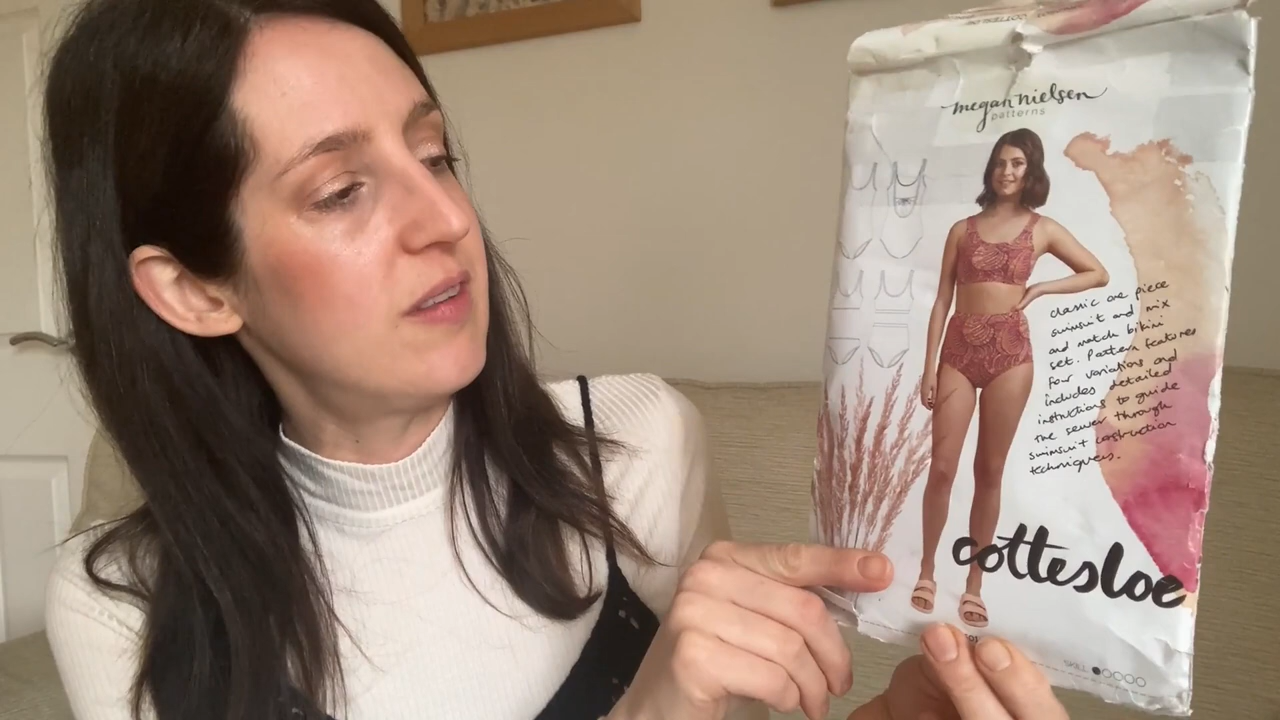 megan nielsen
patterns
classic one piece
swimsuit and mix
and match bikini
set. Pattern features
four variations and
includes detailed
instructions to guide
the sewer through
swimsuit construction
techniques.
cottesloe
SKILL